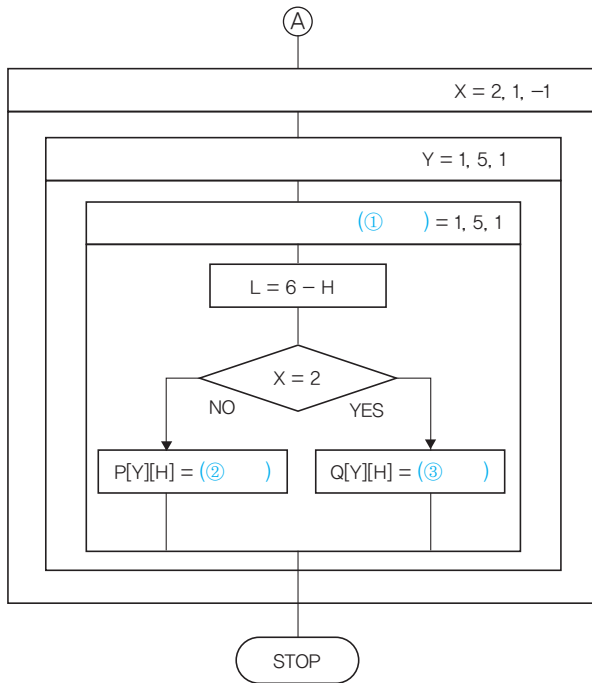 A
X = 2, 1, −1
Y = 1, 5, 1
(① ) = 1, 5, 1
L = 6 − H
X = 2
NO YES
P[Y][H] = (② ) Q[Y][H] = (③ )
STOP